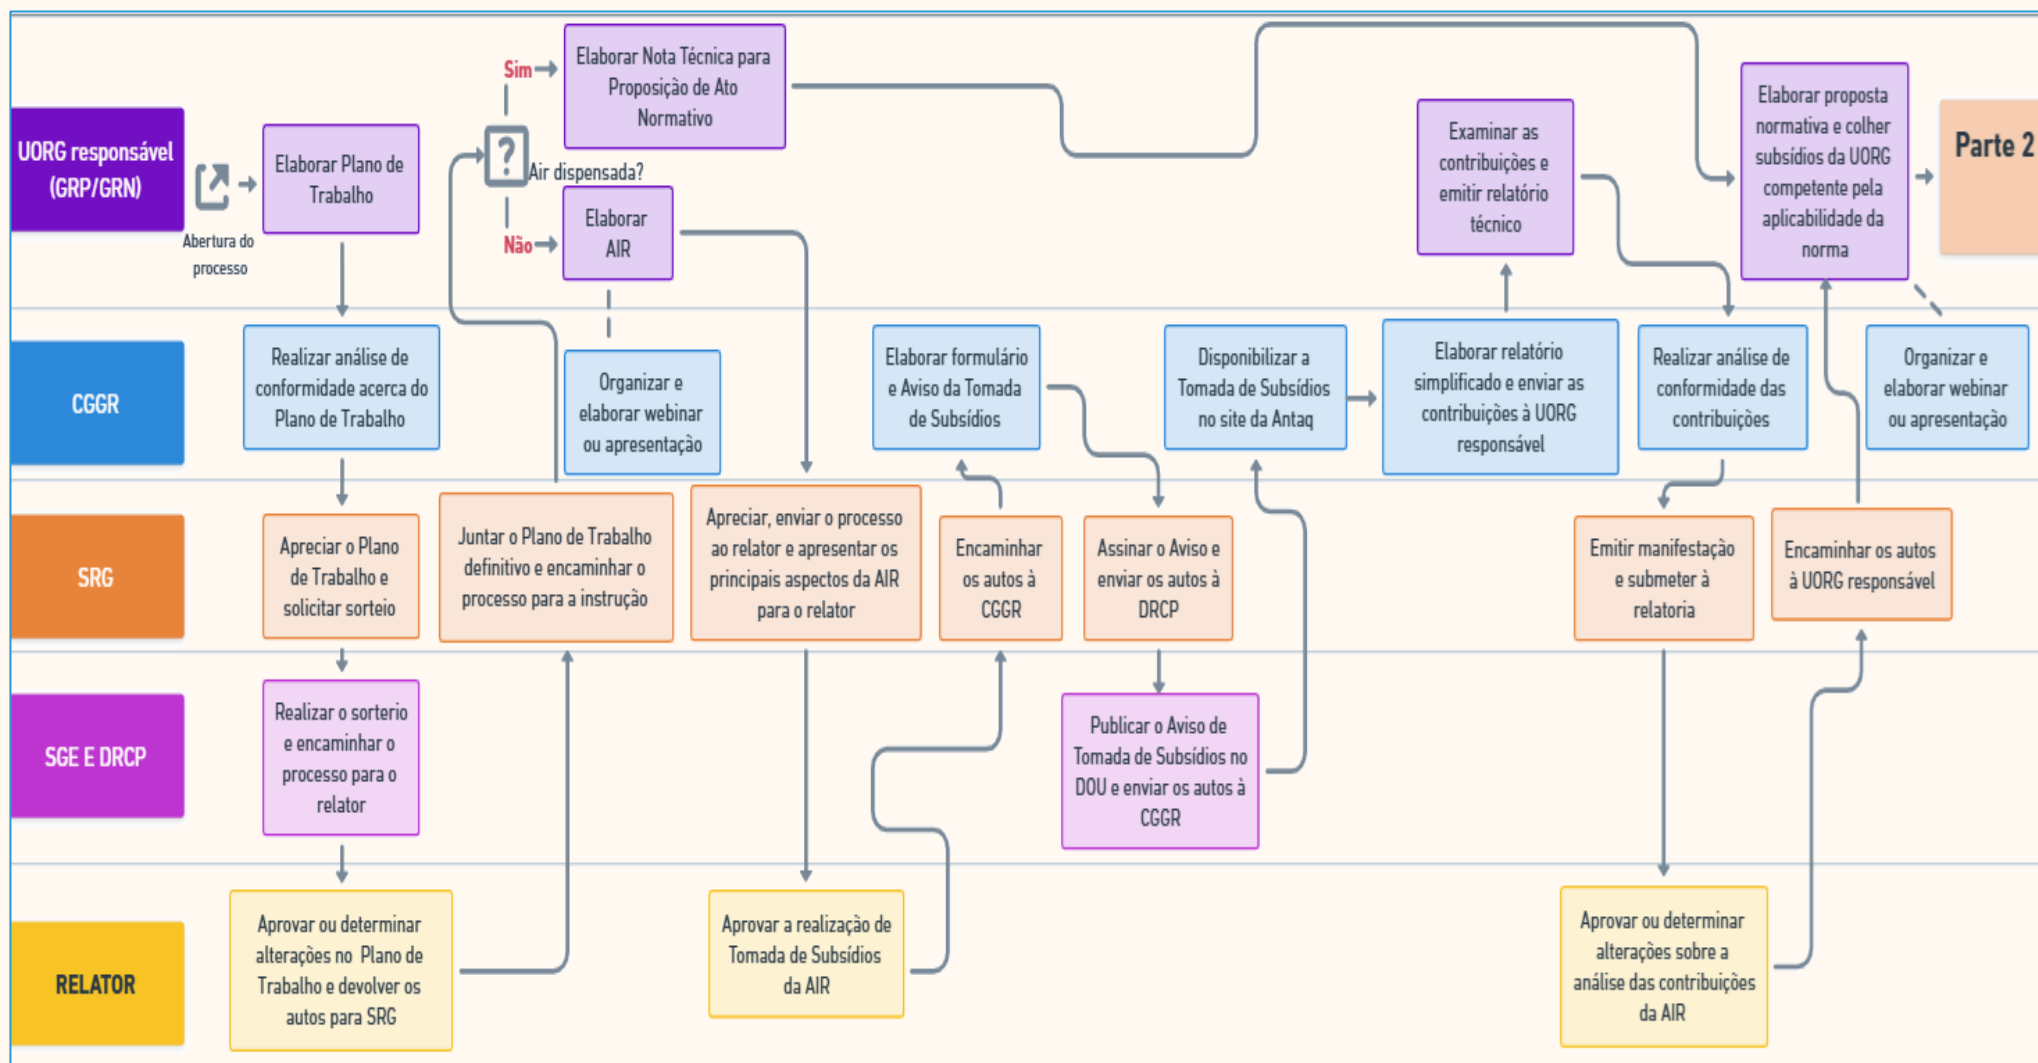 UORG responsável
(GRP/GRN)
Abertura do
processo
Elaborar Plano de
Trabalho
Sim
Air dispensada?
Não
Elaborar Nota Técnica para
Proposição de Ato
Normativo
Elaborar
AIR
Examinar as
contribuições e
emitir relatório
técnico
Elaborar proposta
normativa e colher
subsídios da UORG
competente pela
aplicabilidade da
norma
Parte 2
CGGR
Realizar análise de
conformidade acerca do
Plano de Trabalho
Organizar e
elaborar webinar
ou apresentação
Elaborar formulário
e Aviso da Tomada
de Subsídios
Disponibilizar a
Tomada de Subsídios
no site da Antaq
Elaborar relatório
simplificado e enviar as
contribuições à UORG
responsável
Realizar análise de
conformidade das
contribuições
Organizar e
elaborar webinar
ou apresentação
SRG
Apreciar o Plano
de Trabalho e
solicitar sorteio
Juntar o Plano de Trabalho
definitivo e encaminhar o
processo para a instrução
Apreciar, enviar o processo
ao relator e apresentar os
principais aspectos da AIR
para o relator
Encaminhar
os autos à
CGGR
Assinar o Aviso e
enviar os autos à
DRCP
Emitir manifestação
e submeter à
relatoria
Encaminhar os autos
à UORG responsável
SGE E DRCP
Realizar o sorterio
e encaminhar o
processo para o
relator
Publicar o Aviso de
Tomada de Subsídios no
DOU e enviar os autos à
CGGR
RELATOR
Aprovar ou determinar
alterações no Plano de
Trabalho e devolver os
autos para SRG
Aprovar a realização de
Tomada de Subsídios
da AIR
Aprovar ou determinar
alterações sobre a
análise das contribuições
da AIR